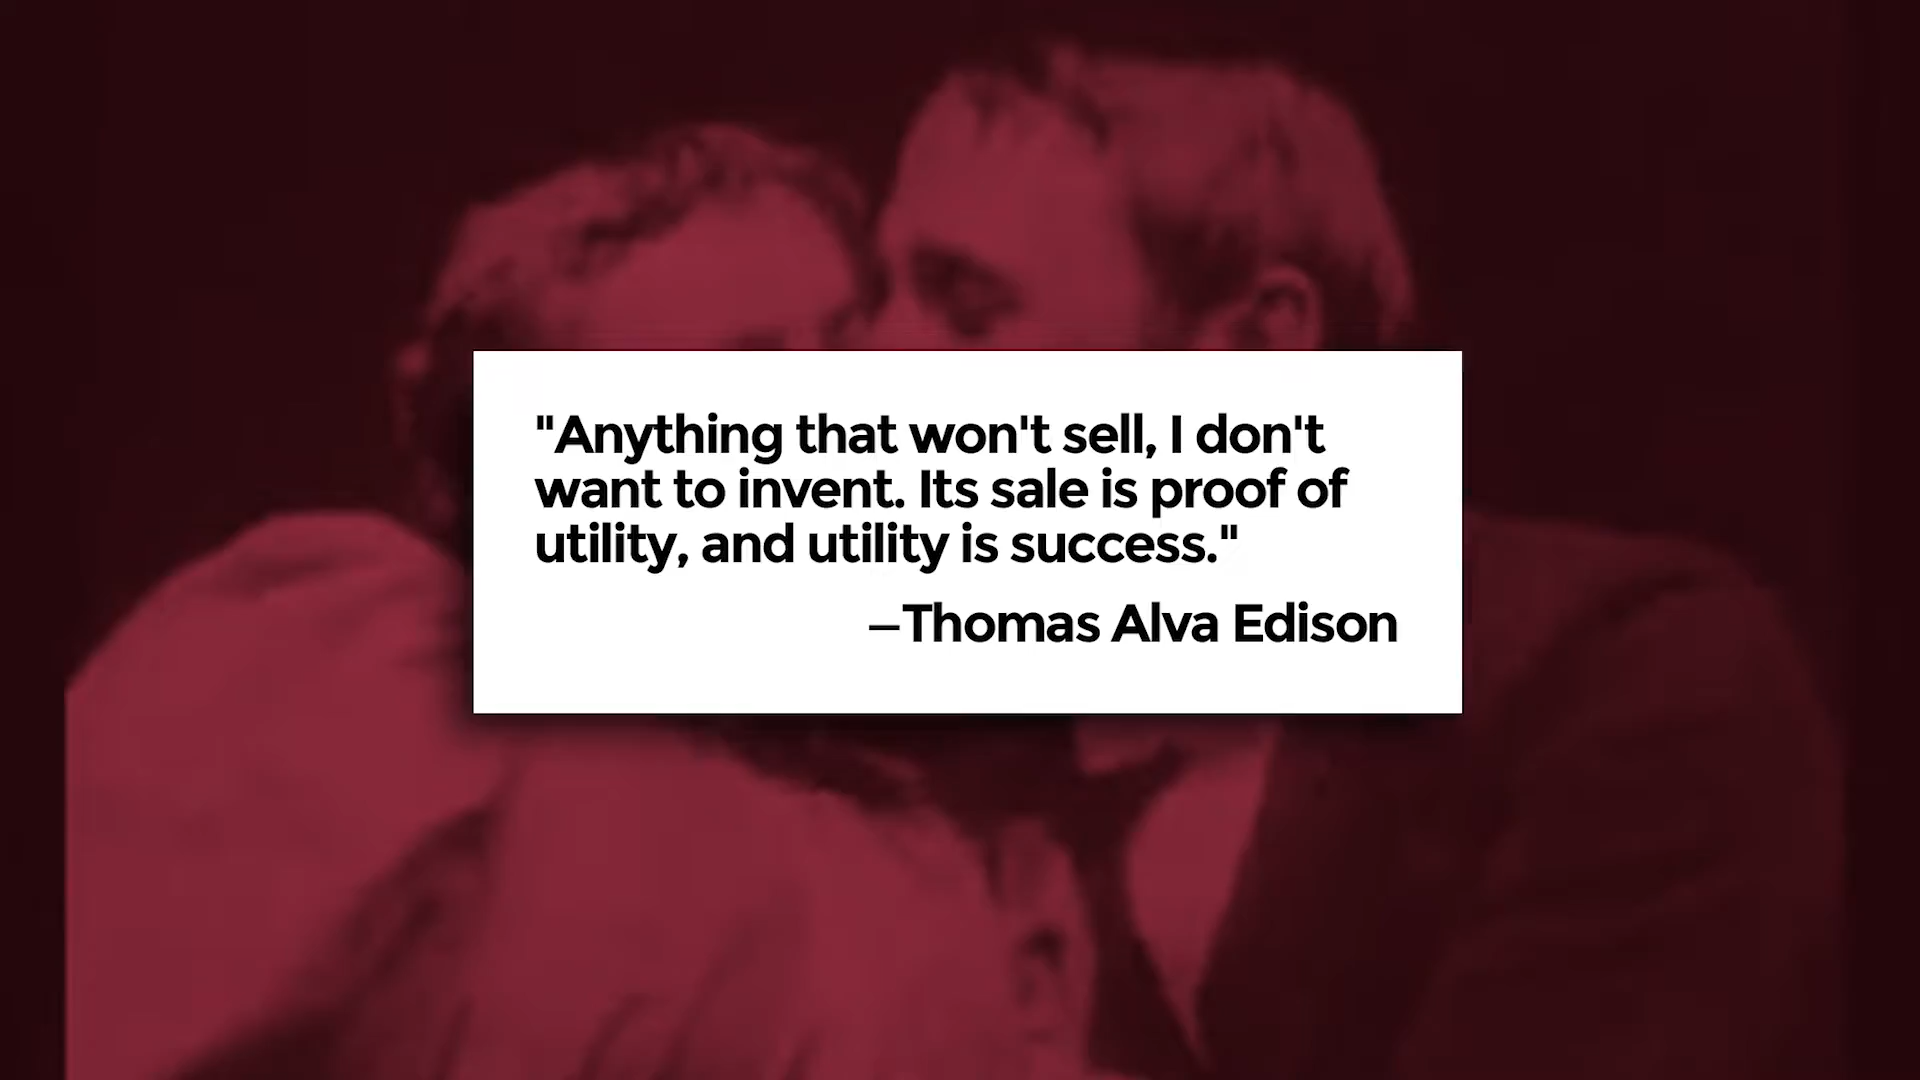 "Anything that won't sell, I don't
want to invent. Its sale is proof of
utility, and utility is success."
—Thomas Alva Edison